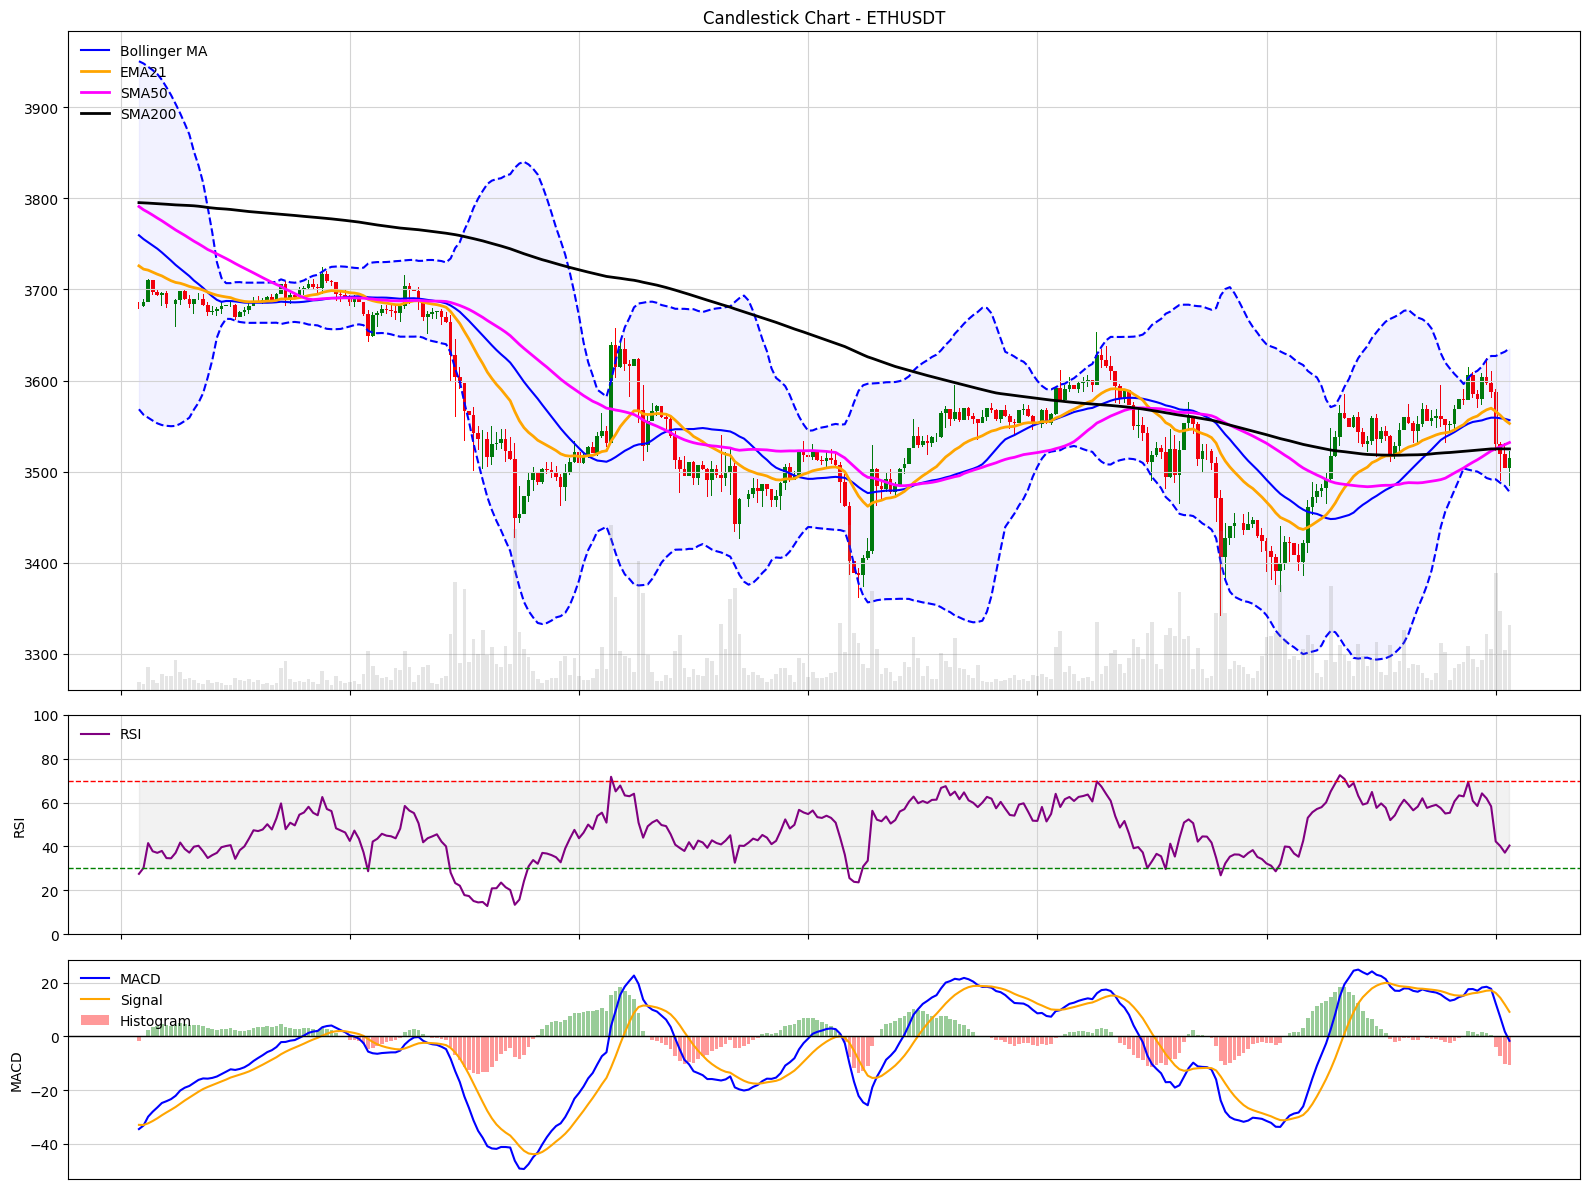 Candlestick Chart - ETHUSDT
Bollinger MA
EMA21
SMA50
SMA200
3900
3800
3700
3600
3500
3400
3300
RSI
100
80
60
40
20
0
RSI
MACD
Signal
Histogram
20
0
−20
−40
MACD